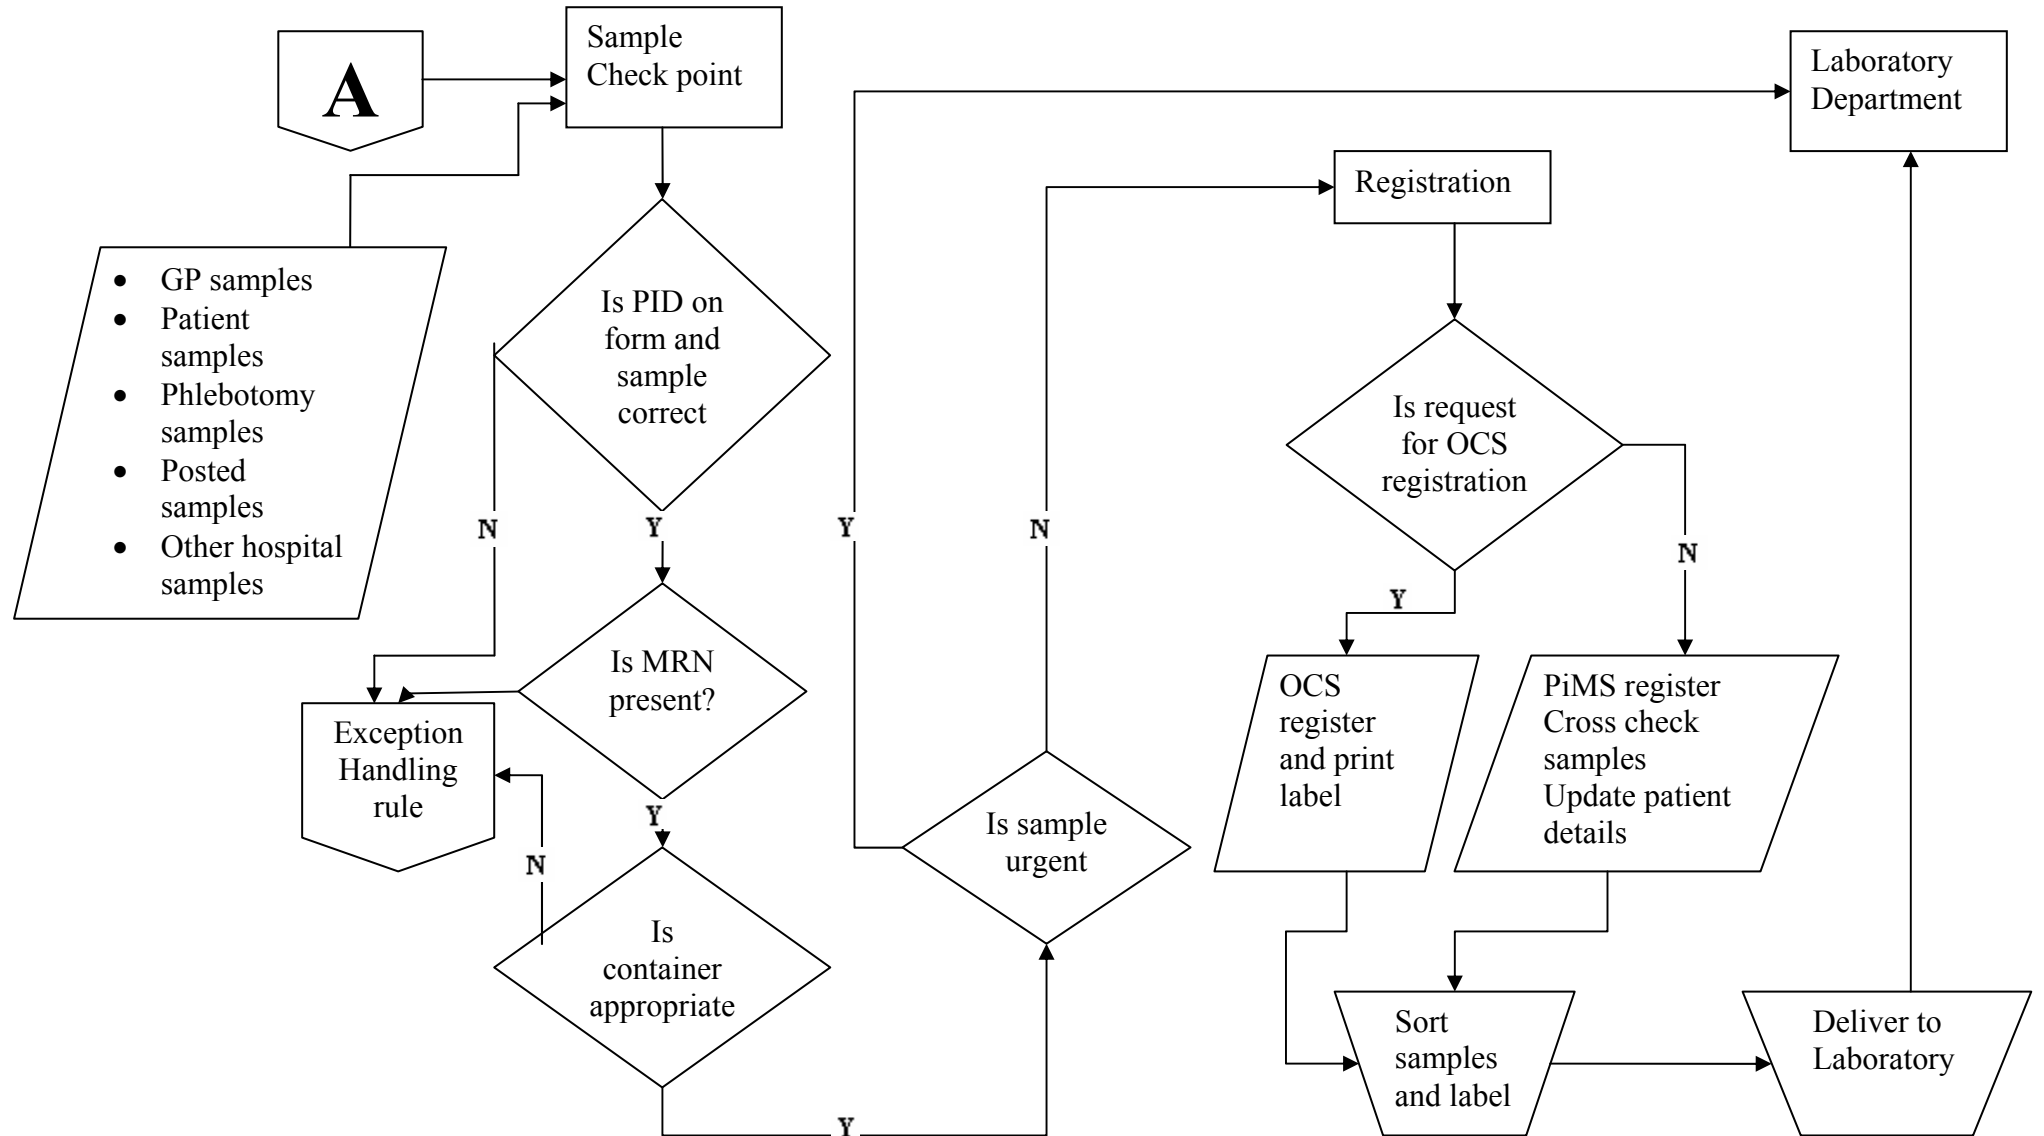 A
Sample
Check point
• GP samples
• Patient
samples
• Phlebotomy
samples
• Posted
samples
• Other hospital
samples
Is PID on
form and
sample
correct
N
Y
Is MRN
present?
Exception
Handling
rule
Y
N
Is
container
appropriate
Y
Is sample
urgent
Y
N
Laboratory
Department
Registration
Is request
for OCS
registration
Y
N
OCS
register
and print
label
PiMS register
Cross check
samples
Update patient
details
Sort
samples
and label
Deliver to
Laboratory